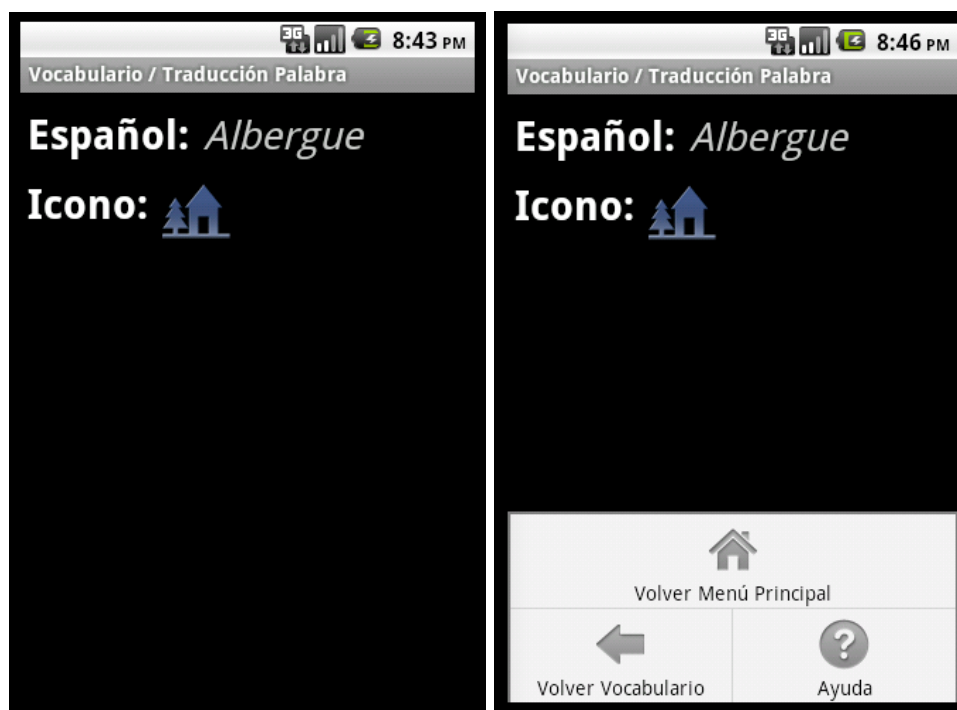 3G 8:43 PM
Vocabulario / Traducción Palabra
Español: Albergue
Icono:
3G 8:46 PM
Vocabulario / Traducción Palabra
Español: Albergue
Icono:
Volver Menú Principal
Volver Vocabulario
?
Ayuda